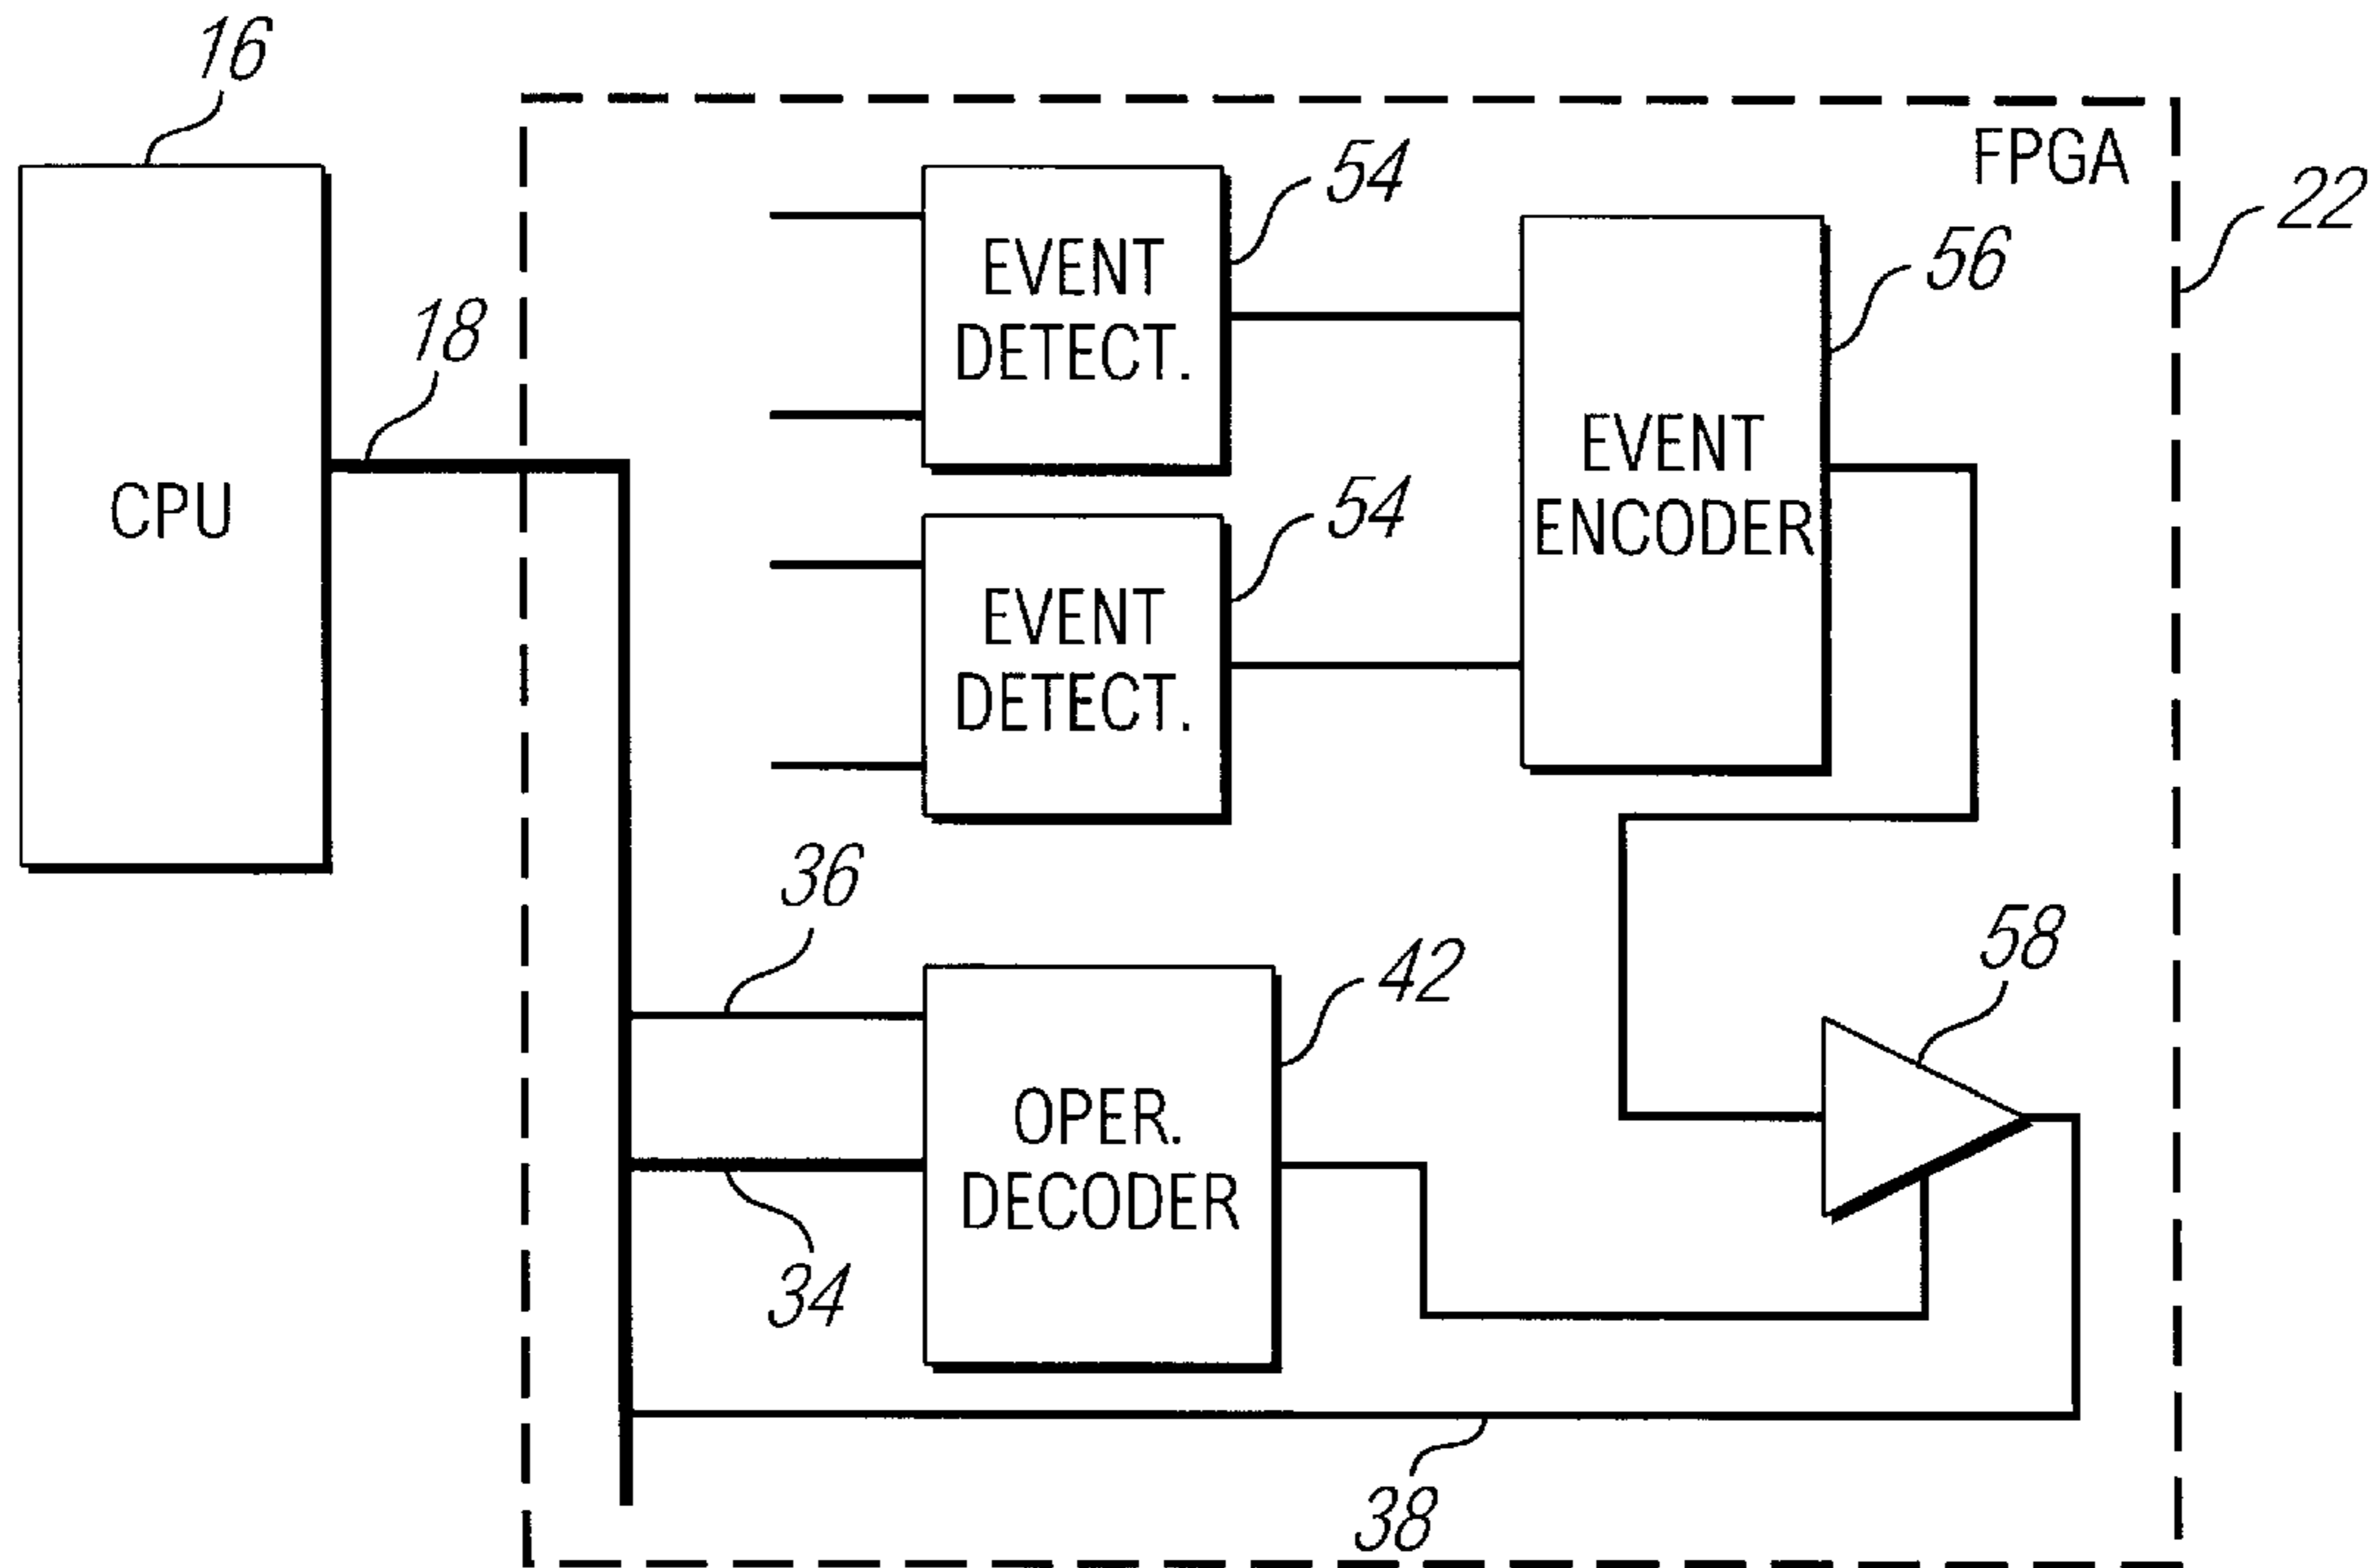 16
FPGA
54
22
EVENT
DETECT.
56
18
EVENT
ENCODER
CPU
54
EVENT
DETECT.
36
58
42
OPER.
DECODER
34
38